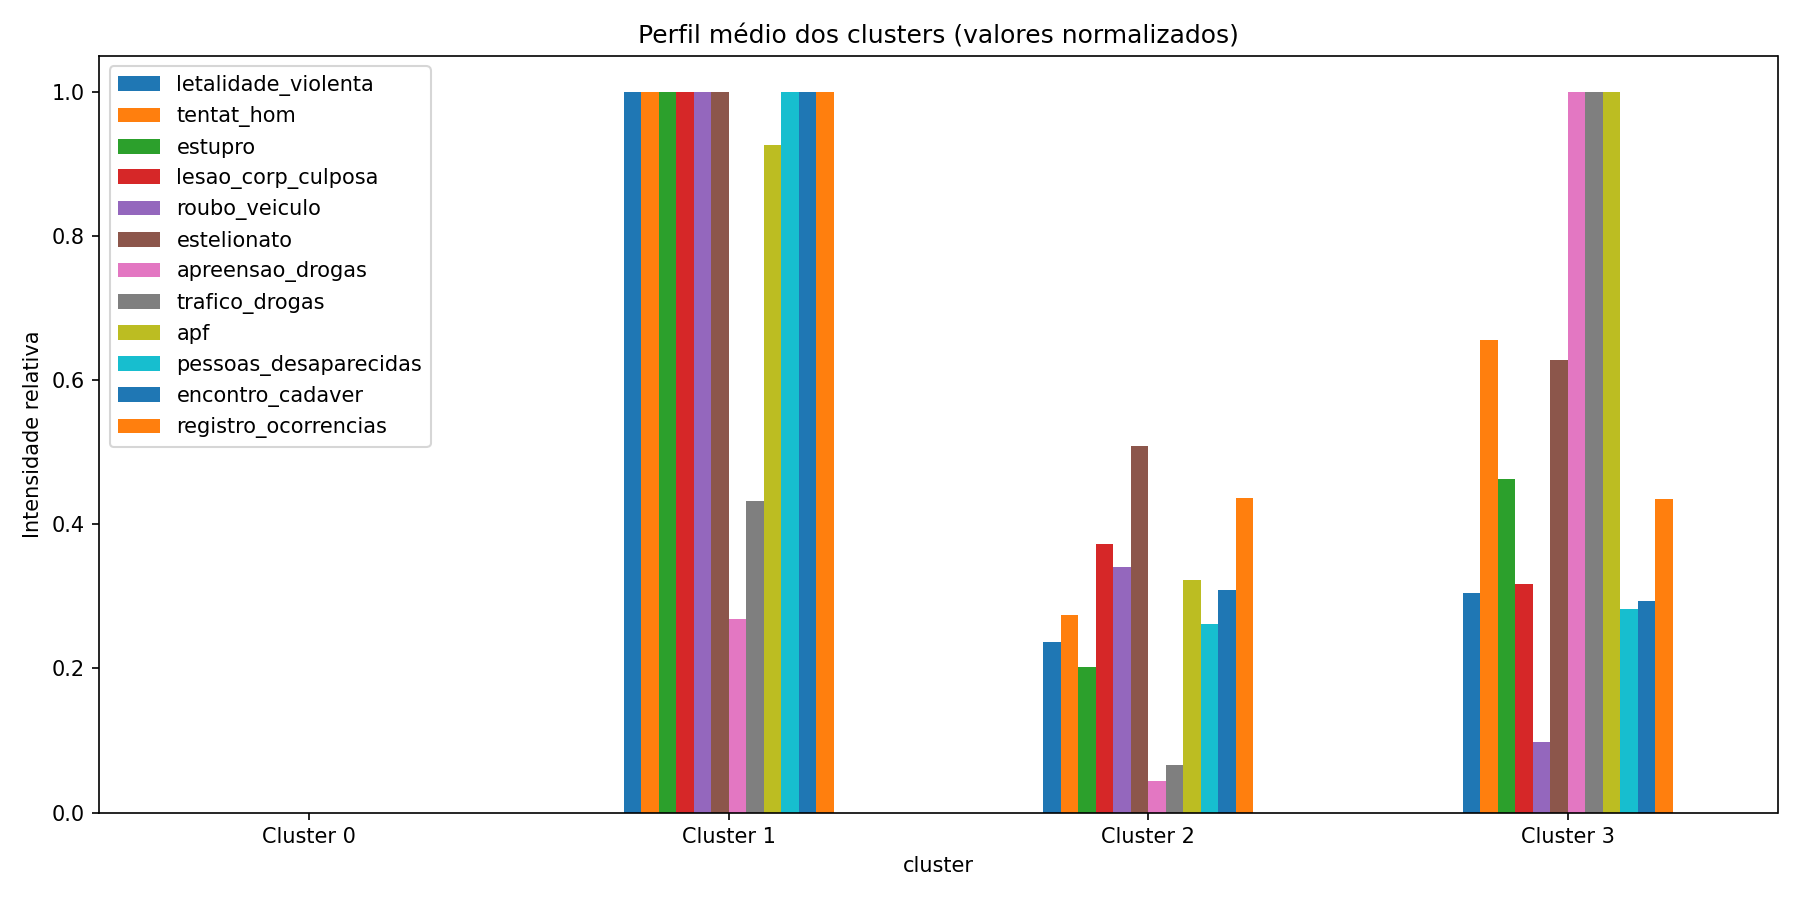 Perfil médio dos clusters (valores normalizados)
letalidade_violenta
tentat_hom
estupro
lesao_corp_culposa
roubo_veiculo
estelionato
apreensao_drogas
trafico_drogas
apf
pessoas_desaparecidas
encontro_cadaver
registro_ocorrencias
Intensidade relativa
1.0
0.8
0.6
0.4
0.2
0.0
Cluster 0
Cluster 1
Cluster 2
Cluster 3
cluster